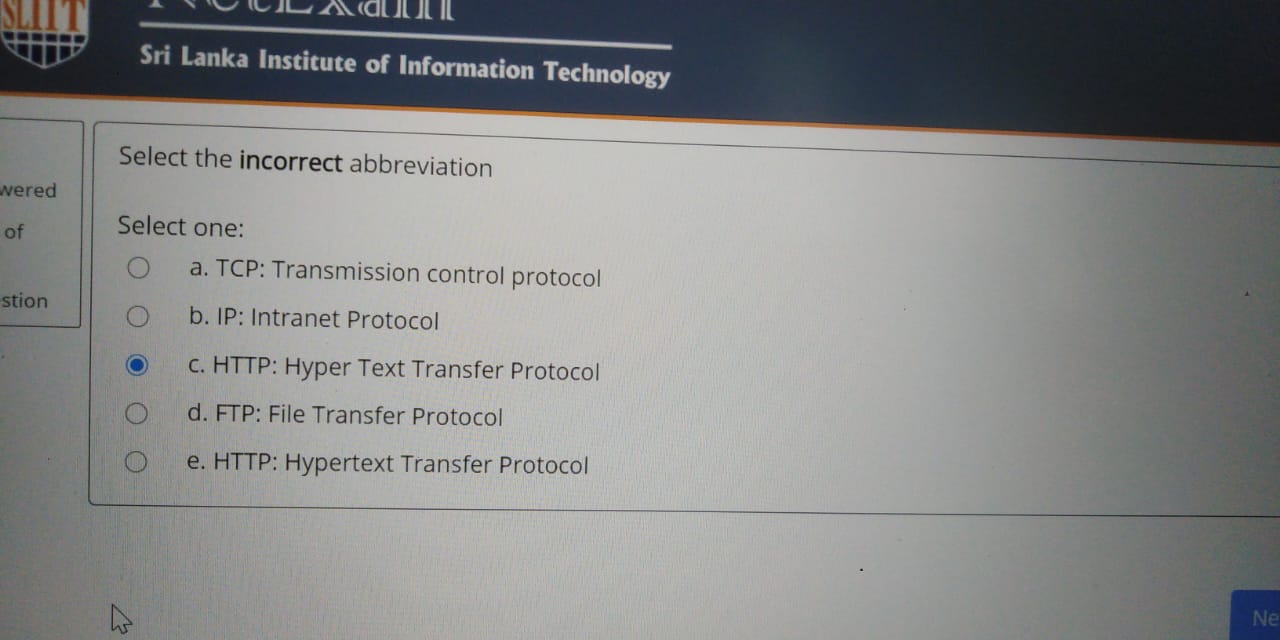 SLIIT
NetExam
Sri Lanka Institute of Information Technology
wered
of
stion
Select the incorrect abbreviation
Select one:
a. TCP: Transmission control protocol
b. IP: Intranet Protocol
c. HTTP: Hyper Text Transfer Protocol
d. FTP: File Transfer Protocol
e. HTTP: Hypertext Transfer Protocol
Ne